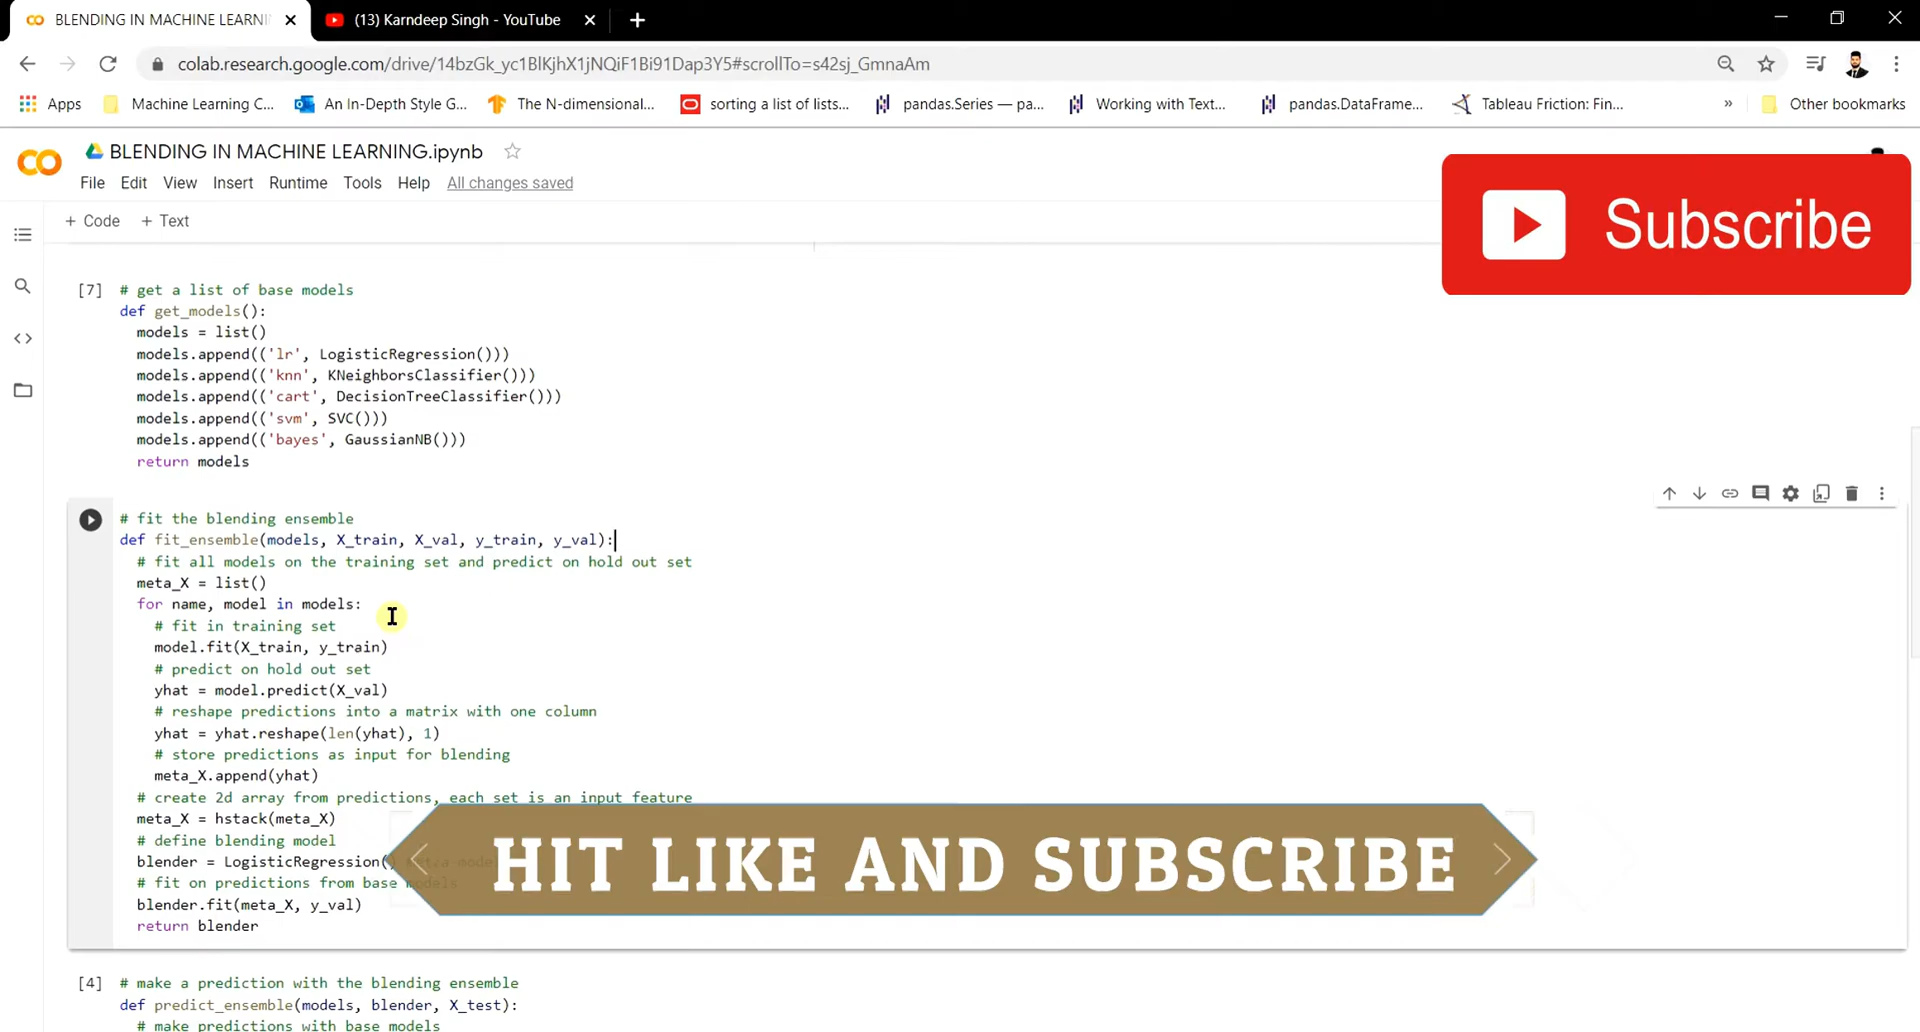 BLENDING IN MACHINE LEARNI
(13) Karndeep Singh - YouTube
colab.research.google.com/drive/14bzGk_yc1BlKjhX1jNQiF1Bi91Dap3Y5#scrollTo=s42sj_GmnaAm
Apps
Machine Learning C...
An In-Depth Style G...
The N-dimensional...
sorting a list of lists...
pandas.Series — pa...
Working with Text...
pandas.DataFrame...
Tableau Friction: Fin...
»
Other bookmarks
CO
BLENDING IN MACHINE LEARNING.ipynb
File Edit View Insert Runtime Tools Help All changes saved
Subscribe
+ Code + Text
[7] # get a list of base models
def get_models():
models = list()
models.append(('lr', LogisticRegression()))
models.append(('knn', KNeighborsClassifier()))
models.append(('cart', DecisionTreeClassifier()))
models.append(('svm', SVC()))
models.append(('bayes', GaussianNB()))
return models
# fit the blending ensemble
def fit_ensemble(models, X_train, X_val, y_train, y_val):
# fit all models on the training set and predict on hold out set
meta_X = list()
for name, model in models:
# fit in training set
model.fit(X_train, y_train)
# predict on hold out set
yhat = model.predict(X_val)
# reshape predictions into a matrix with one column
yhat = yhat.reshape(len(yhat), 1)
# store predictions as input for blending
meta_X.append(yhat)
# create 2d array from predictions, each set is an input feature
meta_X = hstack(meta_X)
# define blending model
blender = LogisticRegression()
# fit on predictions from base models
blender.fit(meta_X, y_val)
return blender
HIT LIKE AND SUBSCRIBE
[4] # make a prediction with the blending ensemble
def predict_ensemble(models, blender, X_test):
# make predictions with base models